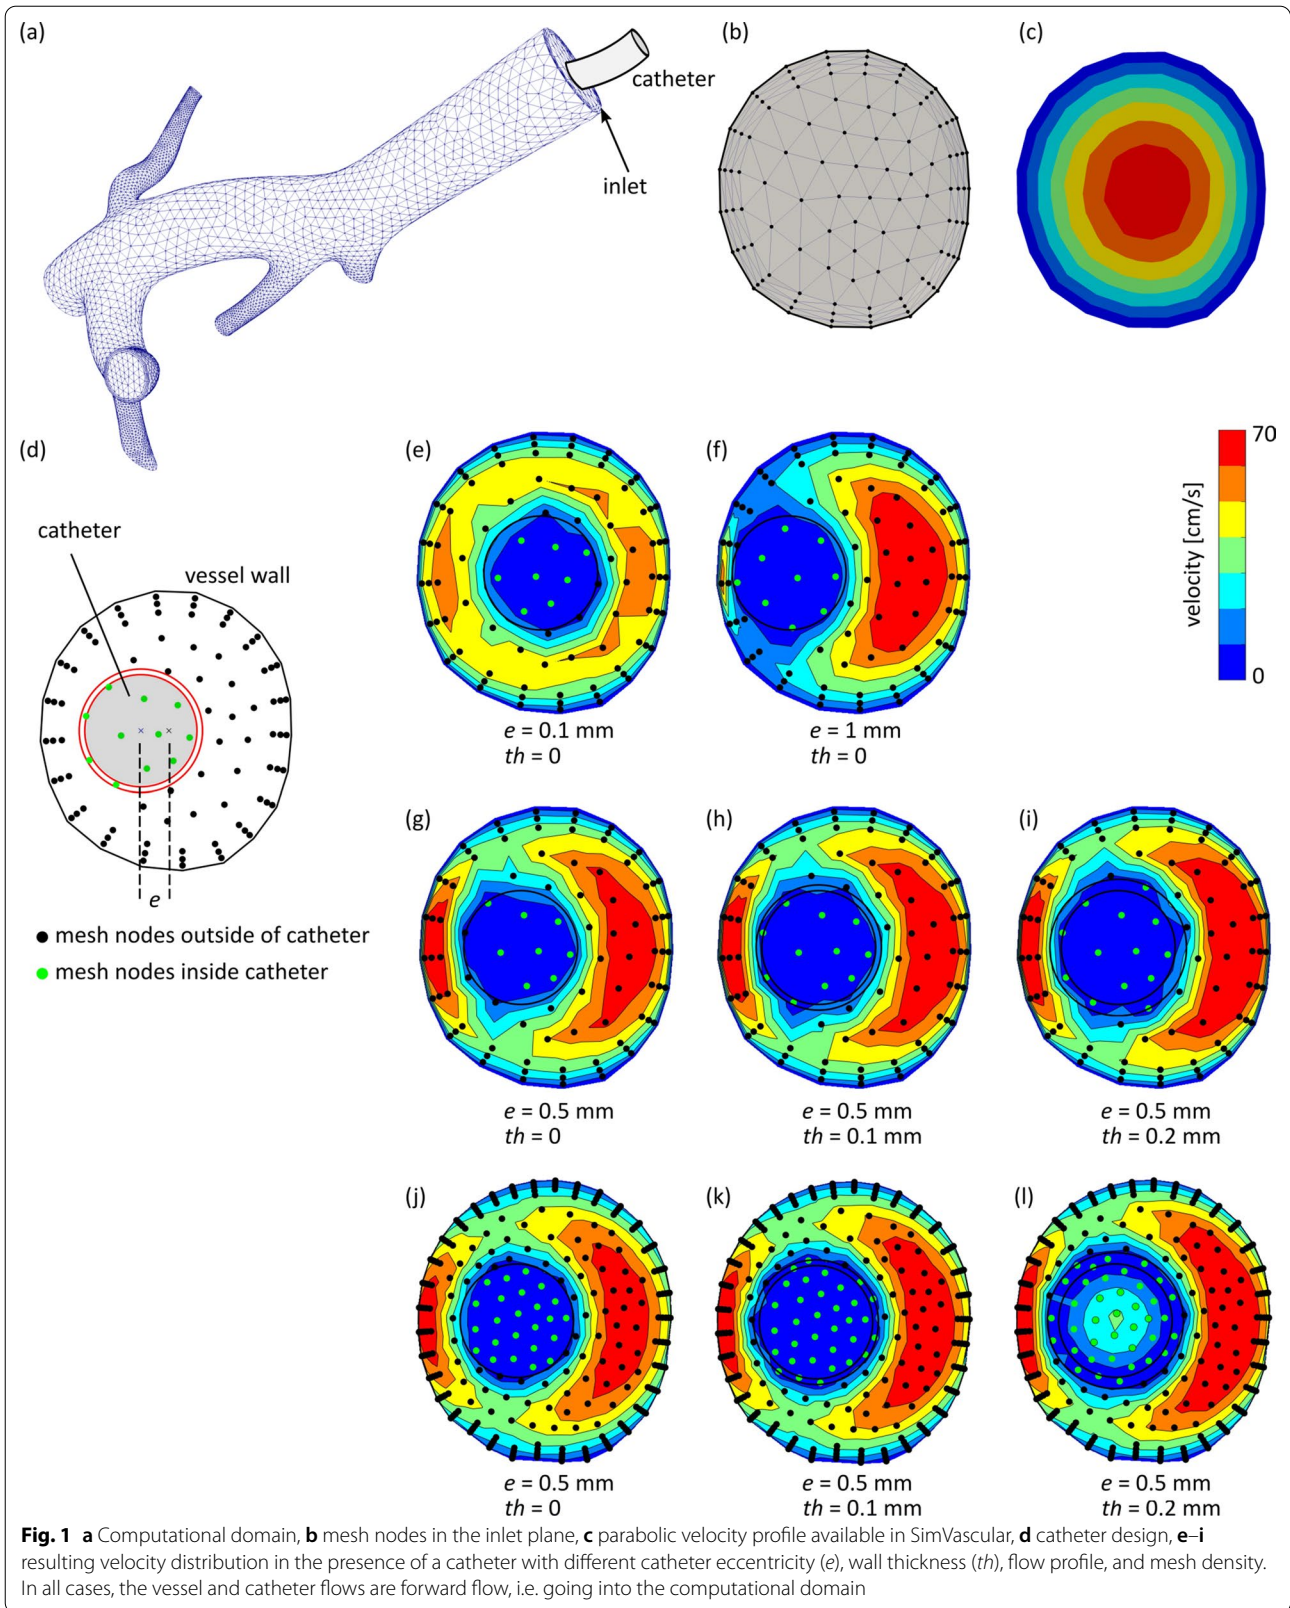 (a)
catheter
inlet
(b)
(c)
(d)
catheter
vessel wall
e
● mesh nodes outside of catheter
● mesh nodes inside catheter
(e)
e = 0.1 mm
th = 0
(f)
e = 1 mm
th = 0
70
velocity [cm/s]
0
(g)
e = 0.5 mm
th = 0
(h)
e = 0.5 mm
th = 0.1 mm
(i)
e = 0.5 mm
th = 0.2 mm
(j)
e = 0.5 mm
th = 0
(k)
e = 0.5 mm
th = 0.1 mm
(l)
e = 0.5 mm
th = 0.2 mm
Fig. 1 a Computational domain, b mesh nodes in the inlet plane, c parabolic velocity profile available in SimVascular, d catheter design, e–i
resulting velocity distribution in the presence of a catheter with different catheter eccentricity (e), wall thickness (th), flow profile, and mesh density.
In all cases, the vessel and catheter flows are forward flow, i.e. going into the computational domain